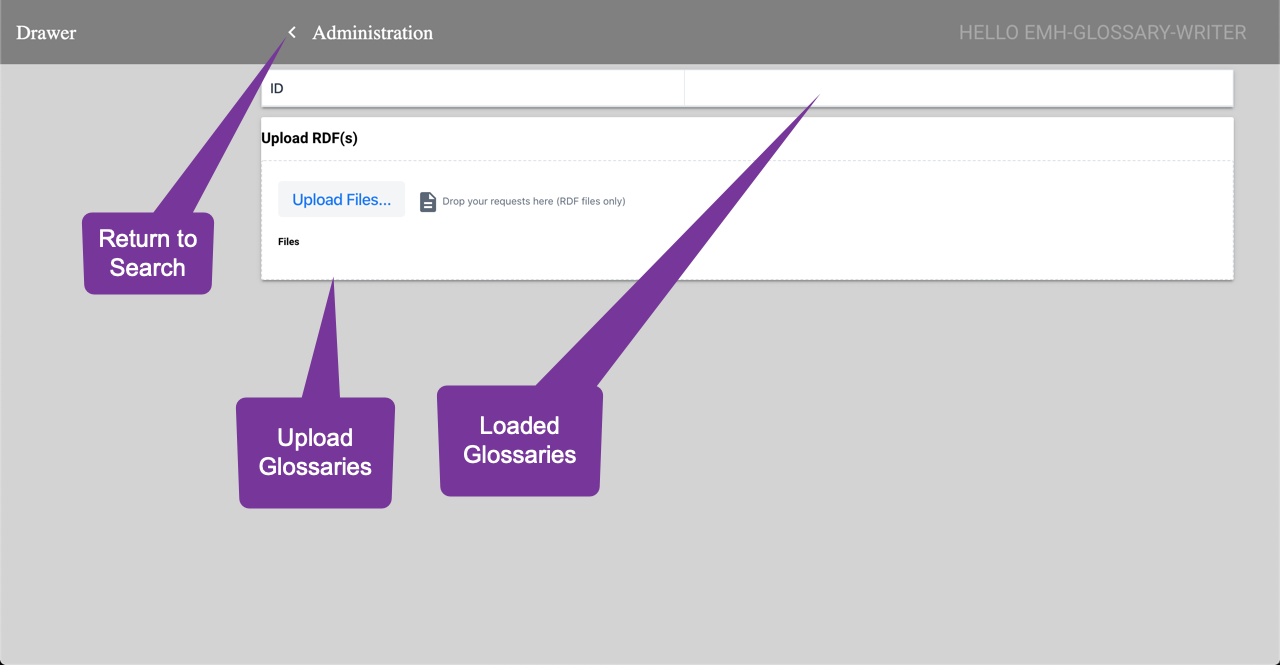 Drawer
Administration
HELLO EMH-GLOSSARY-WRITER
ID
Upload RDF(s)
Upload Files...
Drop your requests here (RDF files only)
Files
Return to
Search
Upload
Glossaries
Loaded
Glossaries